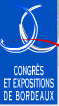 CONGRÈS
ET EXPOSITIONS
DE BORDEAUX